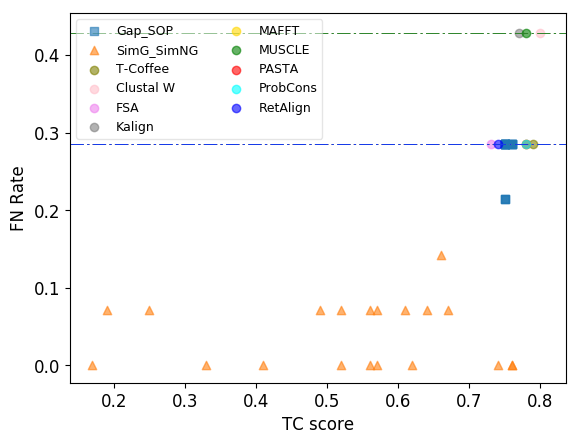 Gap_SOP
SimG_SimNG
T-Coffee
Clustal W
FSA
Kalign
MAFFT
MUSCLE
PASTA
ProbCons
RetAlign
FN Rate
0.4
0.3
0.2
0.1
0.0
0.2 0.3 0.4 0.5 0.6 0.7 0.8
TC score